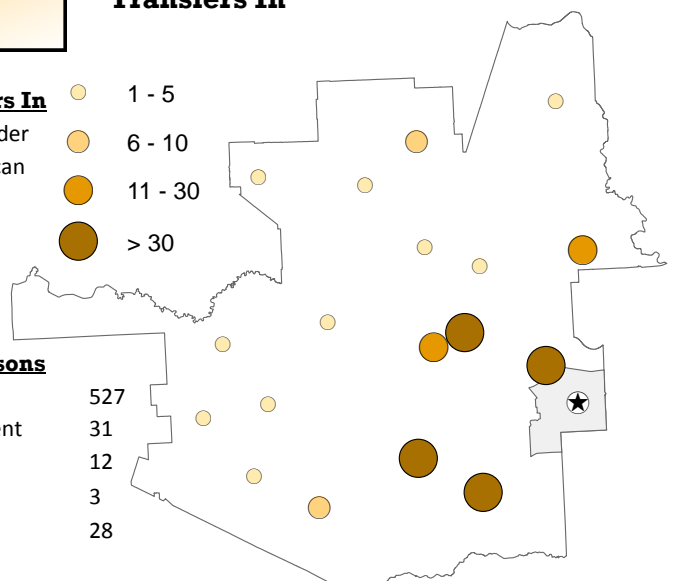 Transfers In
rs In
1 - 5
der
6 - 10
can
11 - 30
> 30
sons
527
ent
31
12
3
28